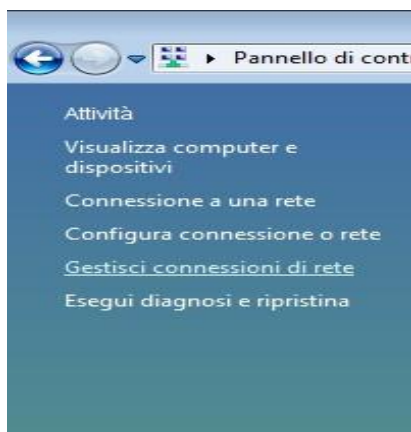 Pannello di cont
Attività
Visualizza computer e
dispositivi
Connessione a una rete
Configura connessione o rete
Gestisci connessioni di rete
Esegui diagnosi e ripristina